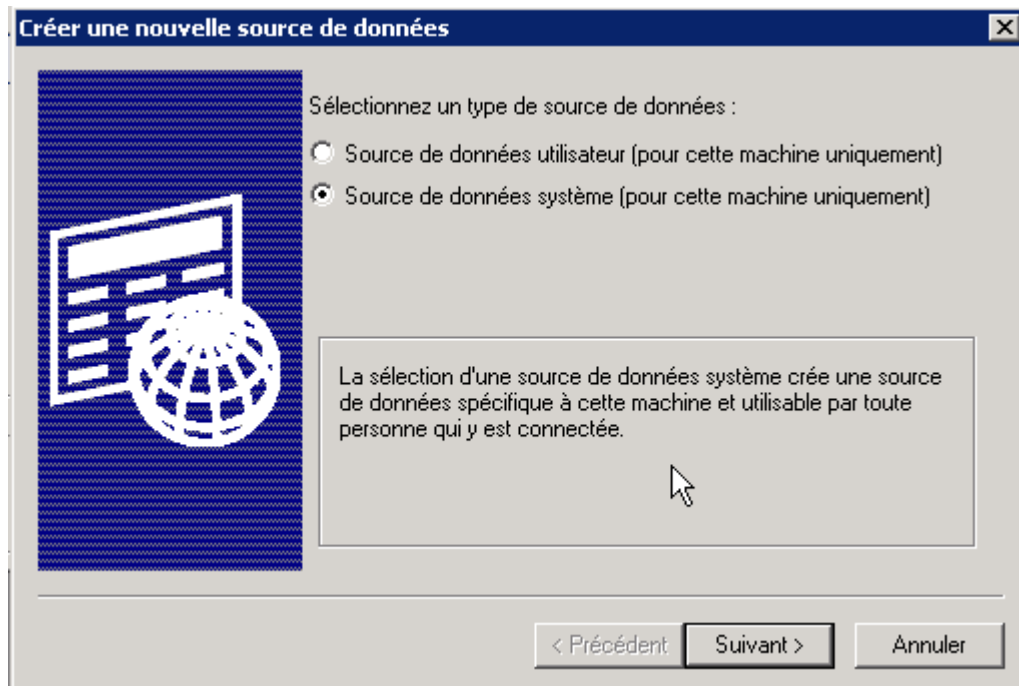 Créer une nouvelle source de données
Sélectionnez un type de source de données :
Source de données utilisateur (pour cette machine uniquement)
Source de données système (pour cette machine uniquement)
La sélection d'une source de données système crée une source
de données spécifique à cette machine et utilisable par toute
personne qui y est connectée.
< Précédent
Suivant >
Annuler